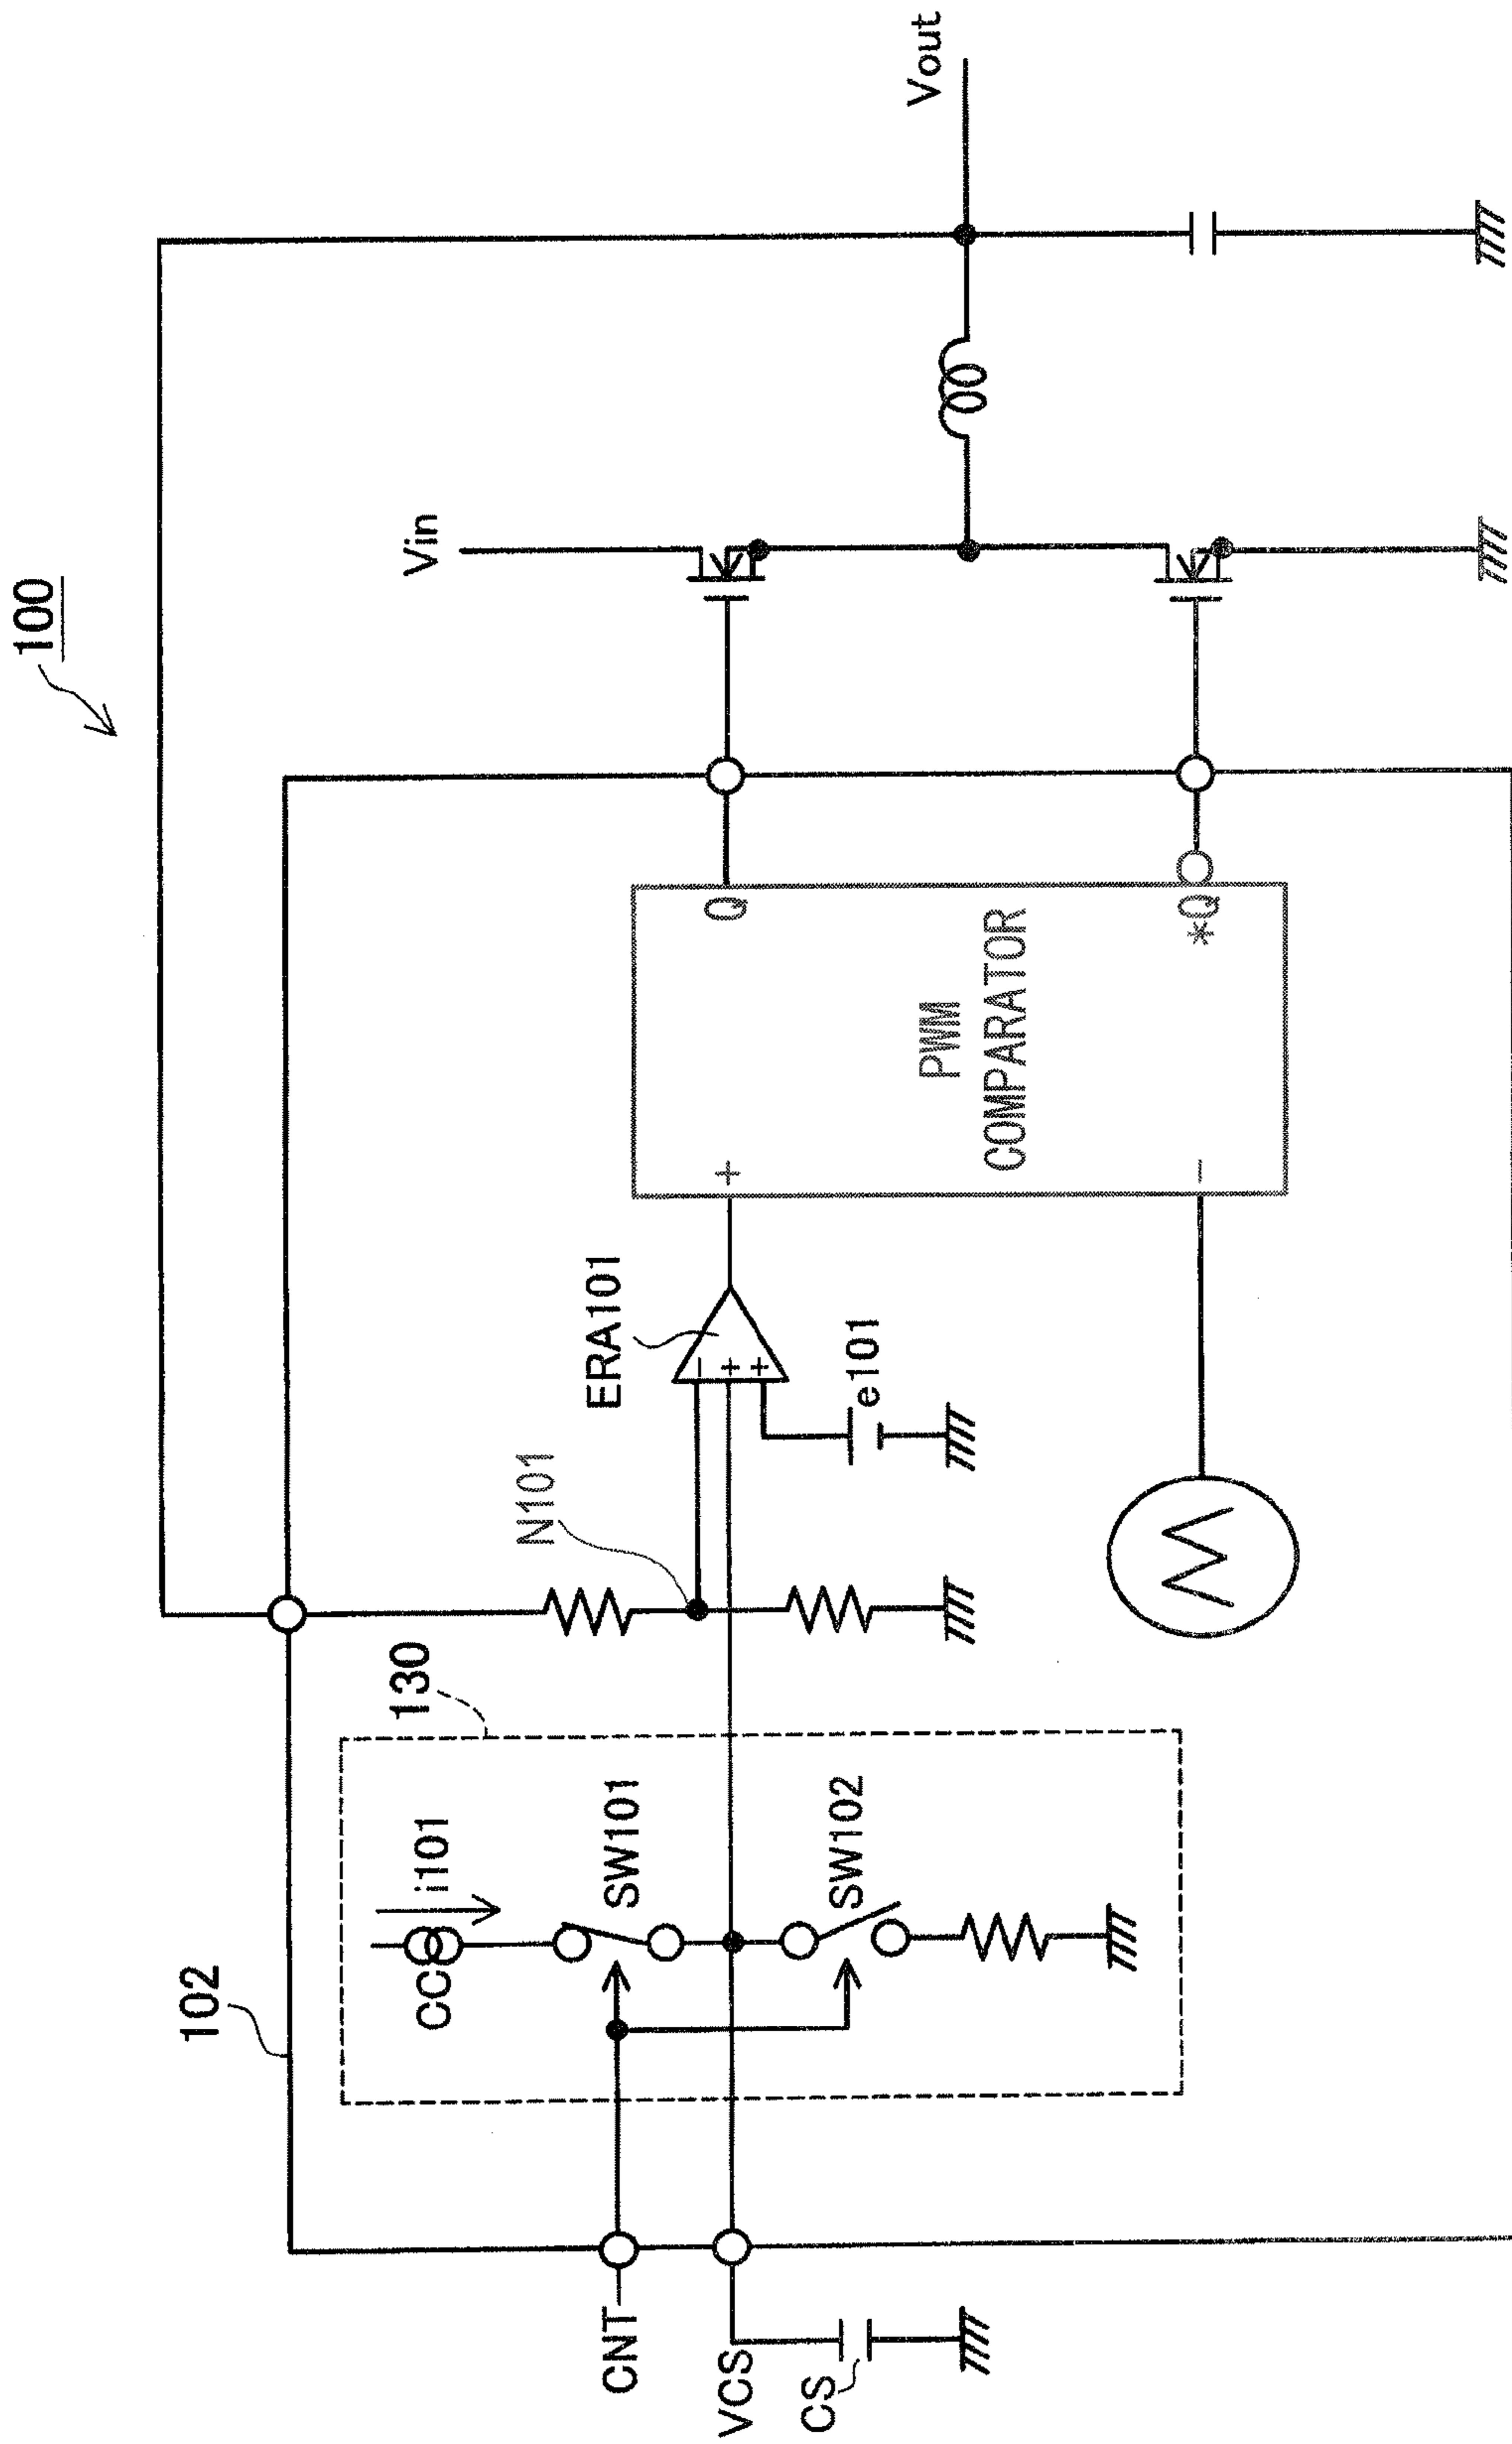 100
Vin
Vout
102
130
CC
i101
SW101
SW102
CNT
VCS
CS
N101
ERA101
-
+
+
e101
+
-
PWM
COMPARATOR
Q
*Q